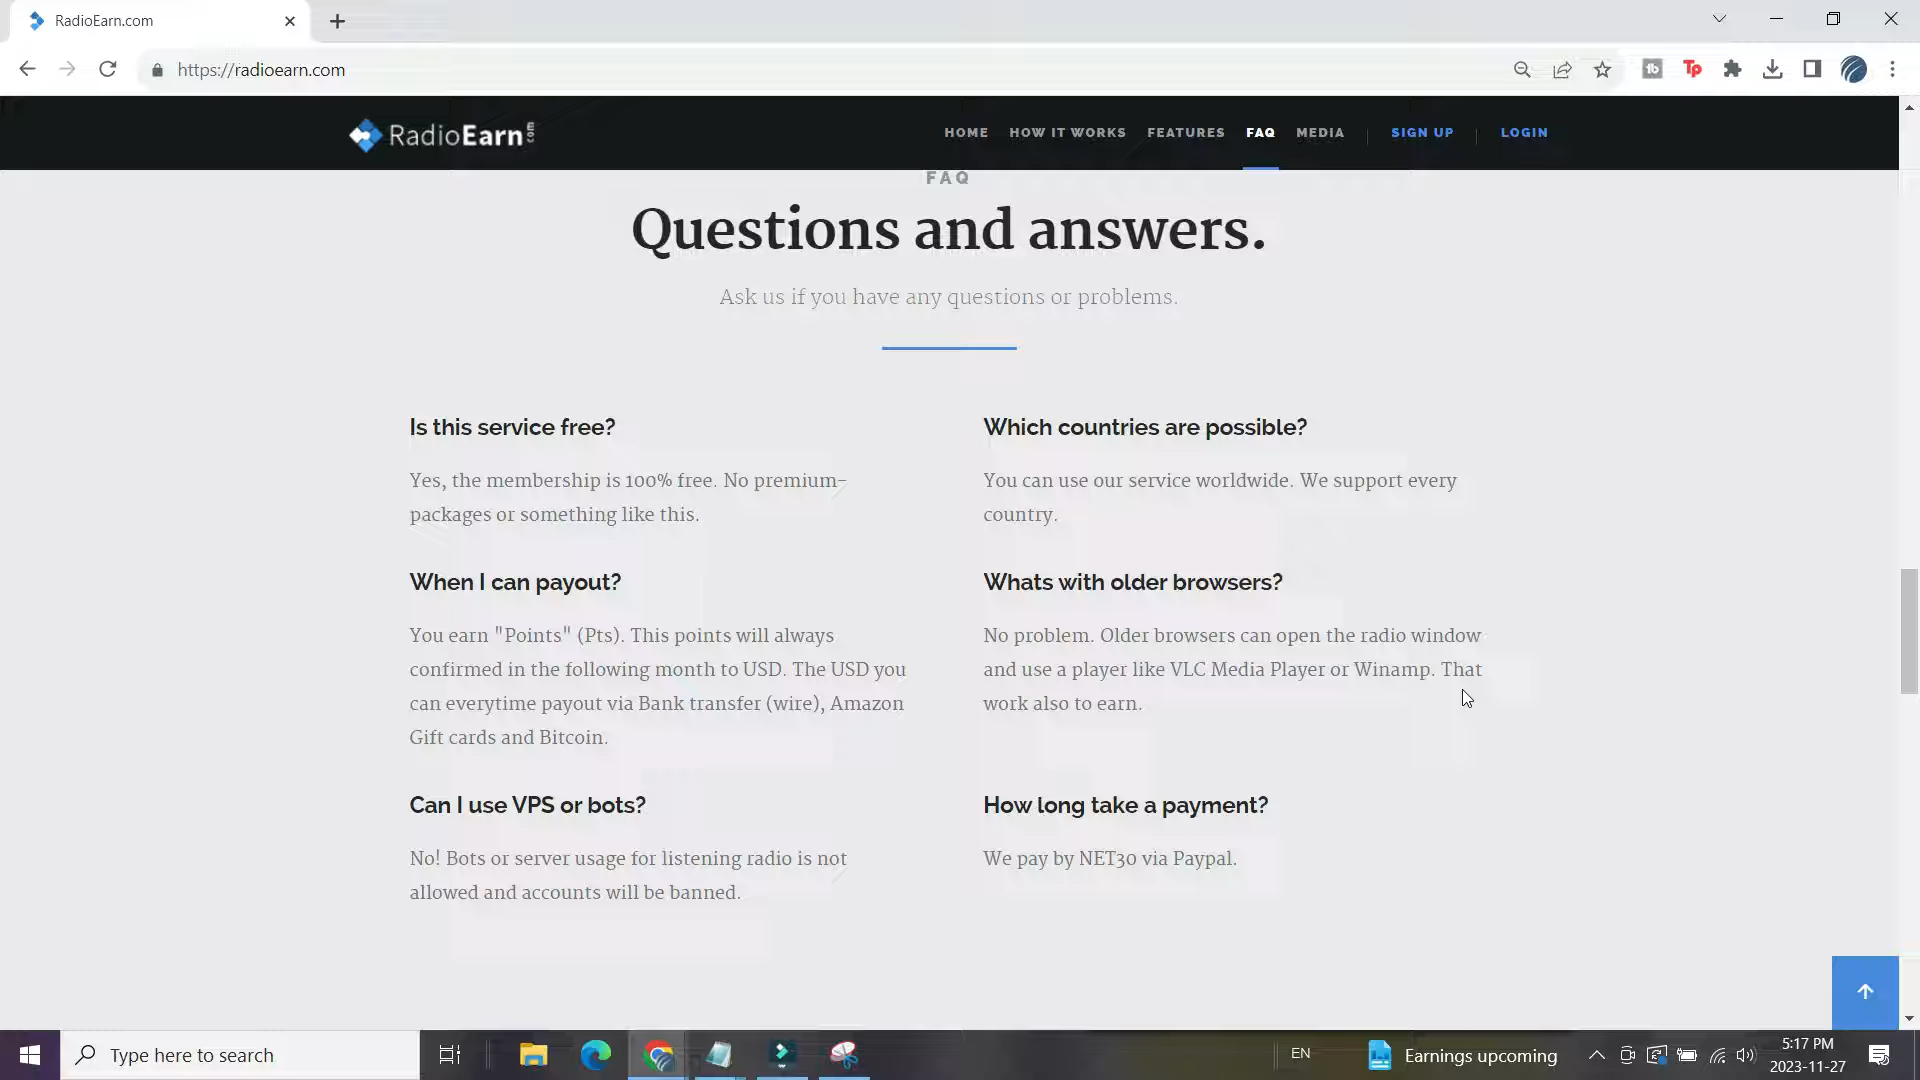 RadioEarn.com
https://radioearn.com
Tp
RadioEarn.com
HOME HOW IT WORKS FEATURES FAQ MEDIA SIGN UP LOGIN
FAQ
Questions and answers.
Ask us if you have any questions or problems.
Is this service free?
Yes, the membership is 100% free. No premium-
packages or something like this.
When I can payout?
You earn "Points" (Pts). This points will always
confirmed in the following month to USD. The USD you
can everytime payout via Bank transfer (wire), Amazon
Gift cards and Bitcoin.
Can I use VPS or bots?
No! Bots or server usage for listening radio is not
allowed and accounts will be banned.
Which countries are possible?
You can use our service worldwide. We support every
country.
Whats with older browsers?
No problem. Older browsers can open the radio window
and use a player like VLC Media Player or Winamp. That
work also to earn.
How long take a payment?
We pay by NET30 via Paypal.
Type here to search
EN
Earnings upcoming
5:17 PM
2023-11-27